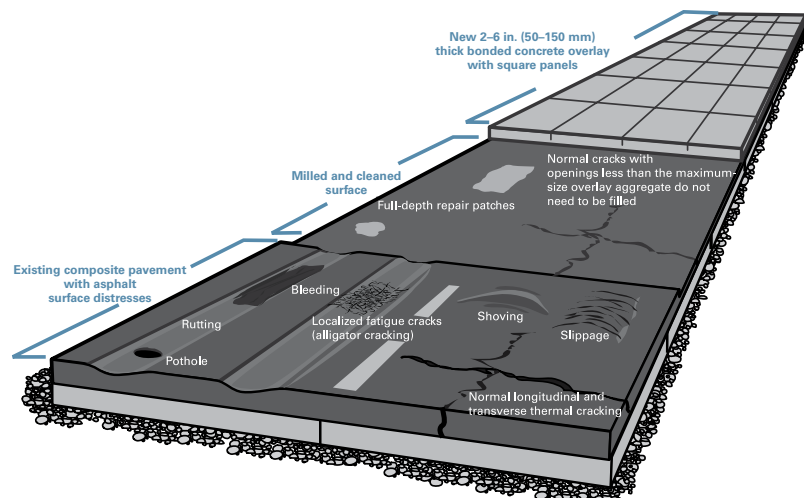 New 2–6 in. (50–150 mm)
thick bonded concrete overlay
with square panels
Normal cracks with
openings less than the maximum-
size overlay aggregate do not
need to be filled
Milled and cleaned
surface
Full-depth repair patches
Existing composite pavement
with asphalt
surface distresses
Bleeding
Rutting
Localized fatigue cracks
(alligator cracking)
Shoving
Slippage
Pothole
Normal longitudinal and
transverse thermal cracking